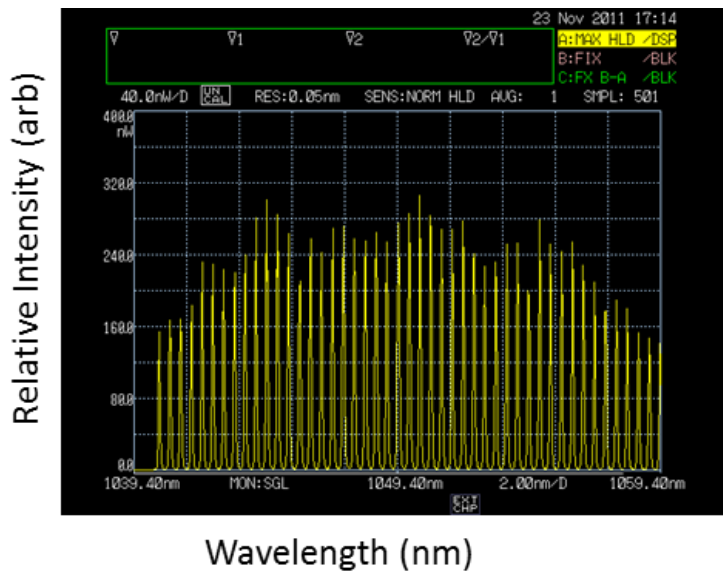 23 Nov 2011 17:14
∇ ∇1 ∇2 ∇2/∇1
A:MAX HLD /DSP
B:FIX /BLK
C:FX B-A /BLK
40.0nW/D UN CAL RES:0.05nm SENS:NORM HLD AVG: 1 SMPL: 501
400.0
nW
320.0
240.0
160.0
80.0
0.0
1039.40nm MON:SGL 1049.40nm 2.00nm/D 1059.40nm
EXT
CHP
Relative Intensity (arb)
Wavelength (nm)